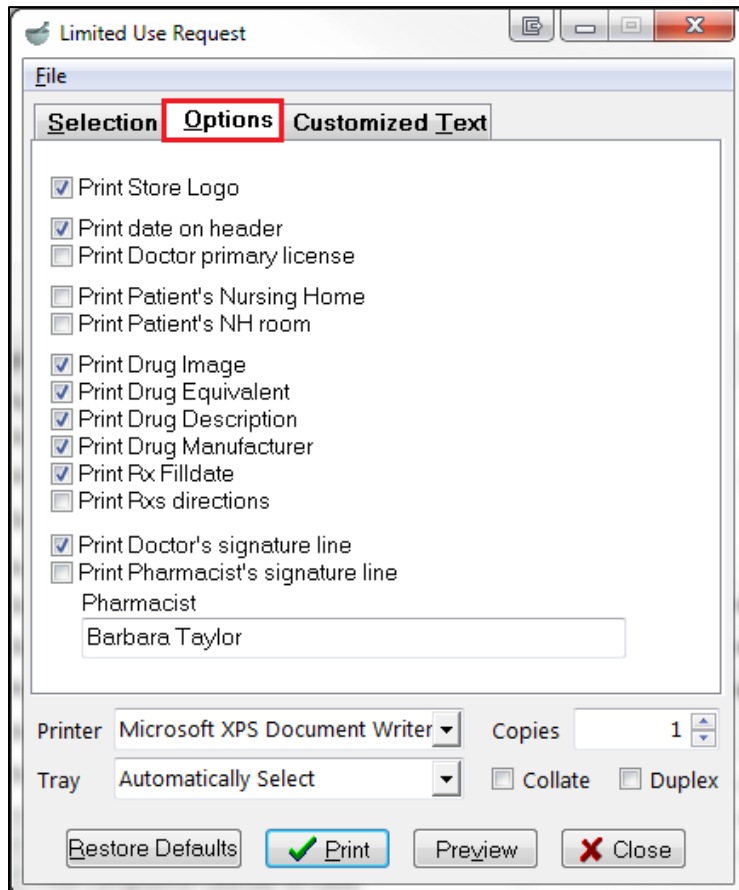 Limited Use Request
File
Selection Options Customized Text
Print Store Logo
Print date on header
Print Doctor primary license
Print Patient's Nursing Home
Print Patient's NH room
Print Drug Image
Print Drug Equivalent
Print Drug Description
Print Drug Manufacturer
Print Rx Filldate
Print Rxs directions
Print Doctor's signature line
Print Pharmacist's signature line
Pharmacist
Barbara Taylor
Printer Microsoft XPS Document Writer Copies 1
Tray Automatically Select Collate Duplex
Restore Defaults Print Preview Close